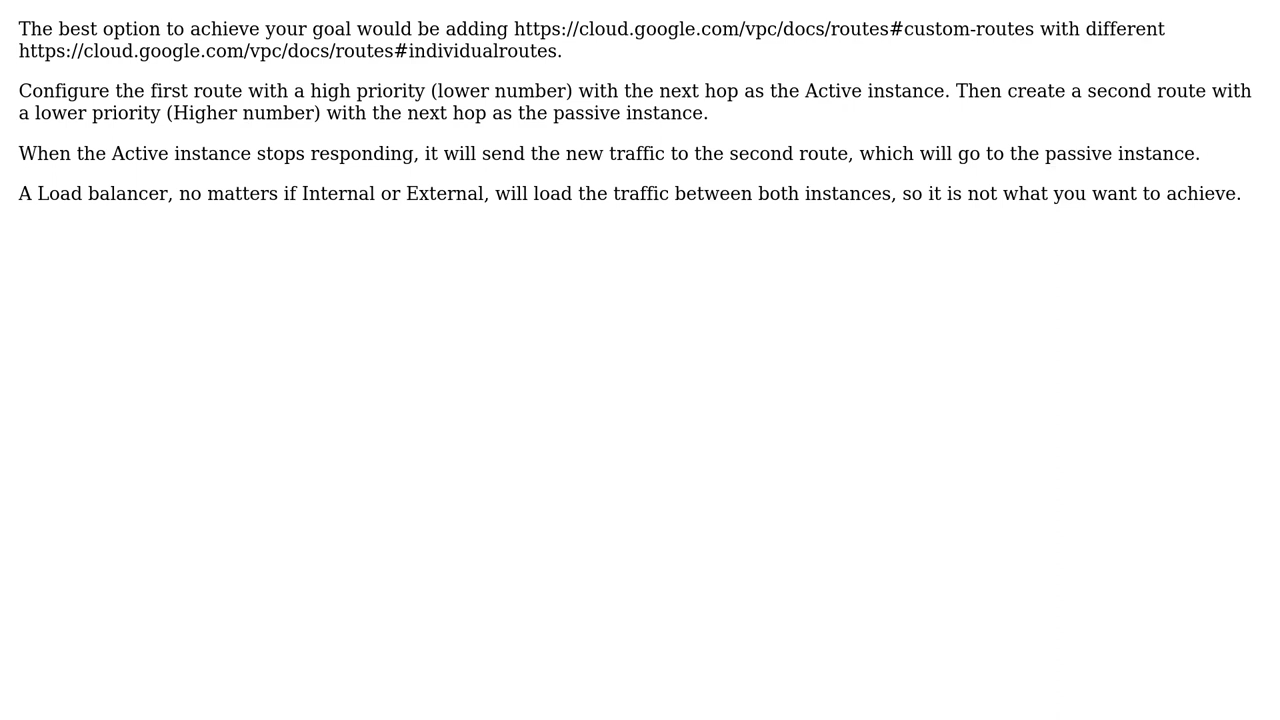 The best option to achieve your goal would be adding https://cloud.google.com/vpc/docs/routes#custom-routes with different
https://cloud.google.com/vpc/docs/routes#individualroutes.
Configure the first route with a high priority (lower number) with the next hop as the Active instance. Then create a second route with
a lower priority (Higher number) with the next hop as the passive instance.
When the Active instance stops responding, it will send the new traffic to the second route, which will go to the passive instance.
A Load balancer, no matters if Internal or External, will load the traffic between both instances, so it is not what you want to achieve.